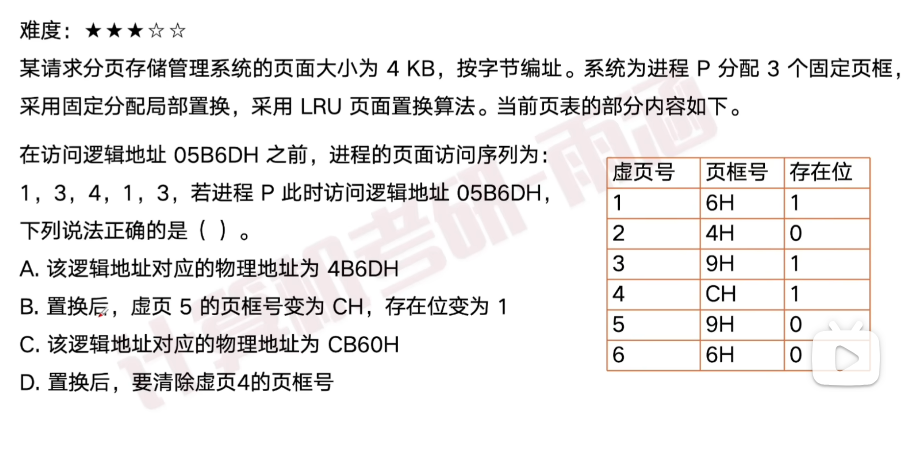 难度：★★★☆☆
某请求分页存储管理系统的页面大小为 4 KB，按字节编址。系统为进程 P 分配 3 个固定页框，
采用固定分配局部置换，采用 LRU 页面置换算法。当前页表的部分内容如下。
在访问逻辑地址 05B6DH 之前，进程的页面访问序列为：
1，3，4，1，3，若进程 P 此时访问逻辑地址 05B6DH，
下列说法正确的是（ ）。
A. 该逻辑地址对应的物理地址为 4B6DH
B. 置换后，虚页 5 的页框号变为 CH，存在位变为 1
C. 该逻辑地址对应的物理地址为 CB60H
D. 置换后，要清除虚页4的页框号
虚页号 页框号 存在位
1 6H 1
2 4H 0
3 9H 1
4 CH 1
5 9H 0
6 6H 0
计算机考研-雨涵